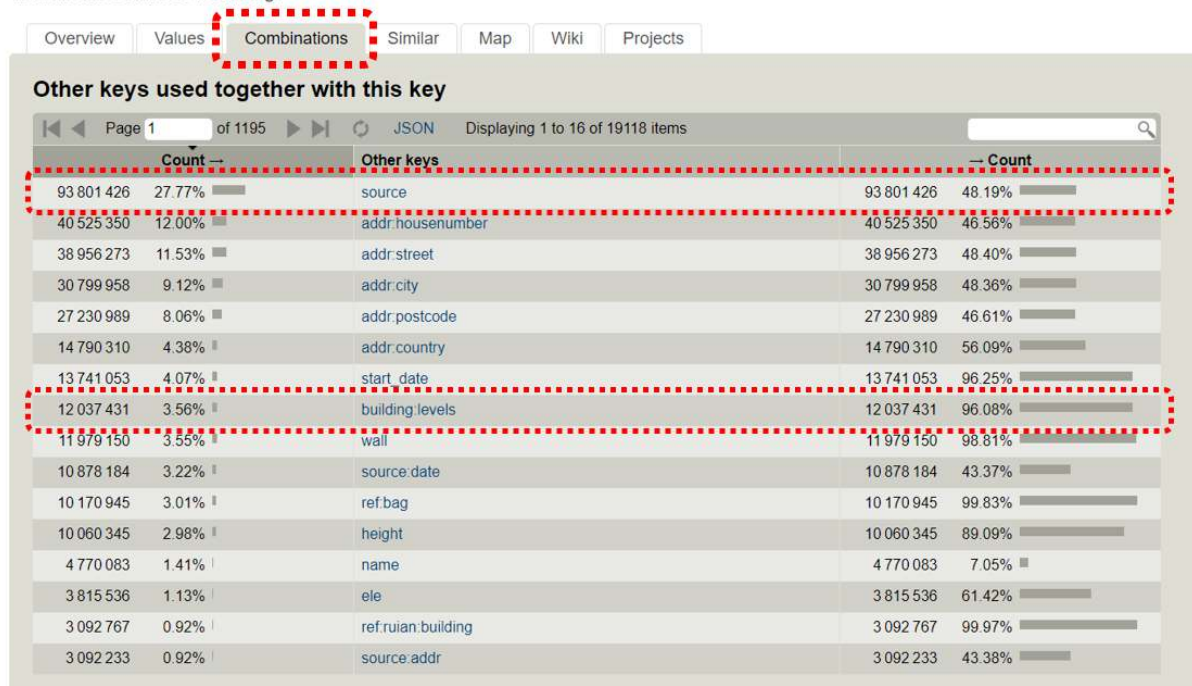 Overview Values Combinations Similar Map Wiki Projects
Other keys used together with this key
Page 1 of 1195 JSON Displaying 1 to 16 of 19118 items
Count → Other keys → Count
93 801 426 27.77% source 93 801 426 48.19%
40 525 350 12.00% addr:housenumber 40 525 350 46.56%
38 956 273 11.53% addr:street 38 956 273 48.40%
30 799 958 9.12% addr:city 30 799 958 48.36%
27 230 989 8.06% addr:postcode 27 230 989 46.61%
14 790 310 4.38% addr:country 14 790 310 56.09%
13 741 053 4.07% start_date 13 741 053 96.25%
12 037 431 3.56% building:levels 12 037 431 96.08%
11 979 150 3.55% wall 11 979 150 98.81%
10 878 184 3.22% source:date 10 878 184 43.37%
10 170 945 3.01% ref:bag 10 170 945 99.83%
10 060 345 2.98% height 10 060 345 89.09%
4 770 083 1.41% name 4 770 083 7.05%
3 815 536 1.13% ele 3 815 536 61.42%
3 092 767 0.92% ref:ruian:building 3 092 767 99.97%
3 092 233 0.92% source:addr 3 092 233 43.38%